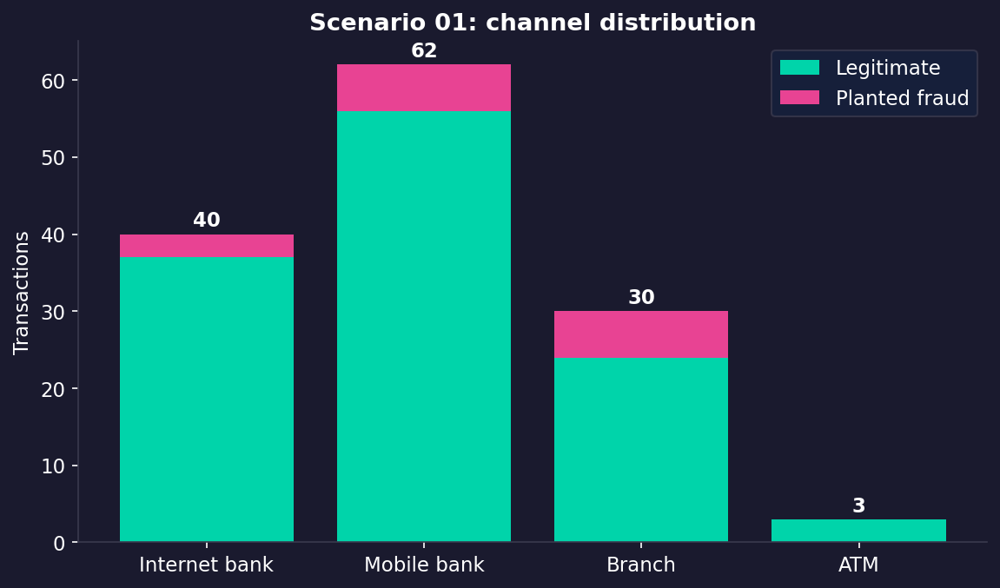 Scenario 01: channel distribution
Legitimate
Planted fraud
Transactions
60
50
40
30
20
10
0
40
62
30
3
Internet bank
Mobile bank
Branch
ATM